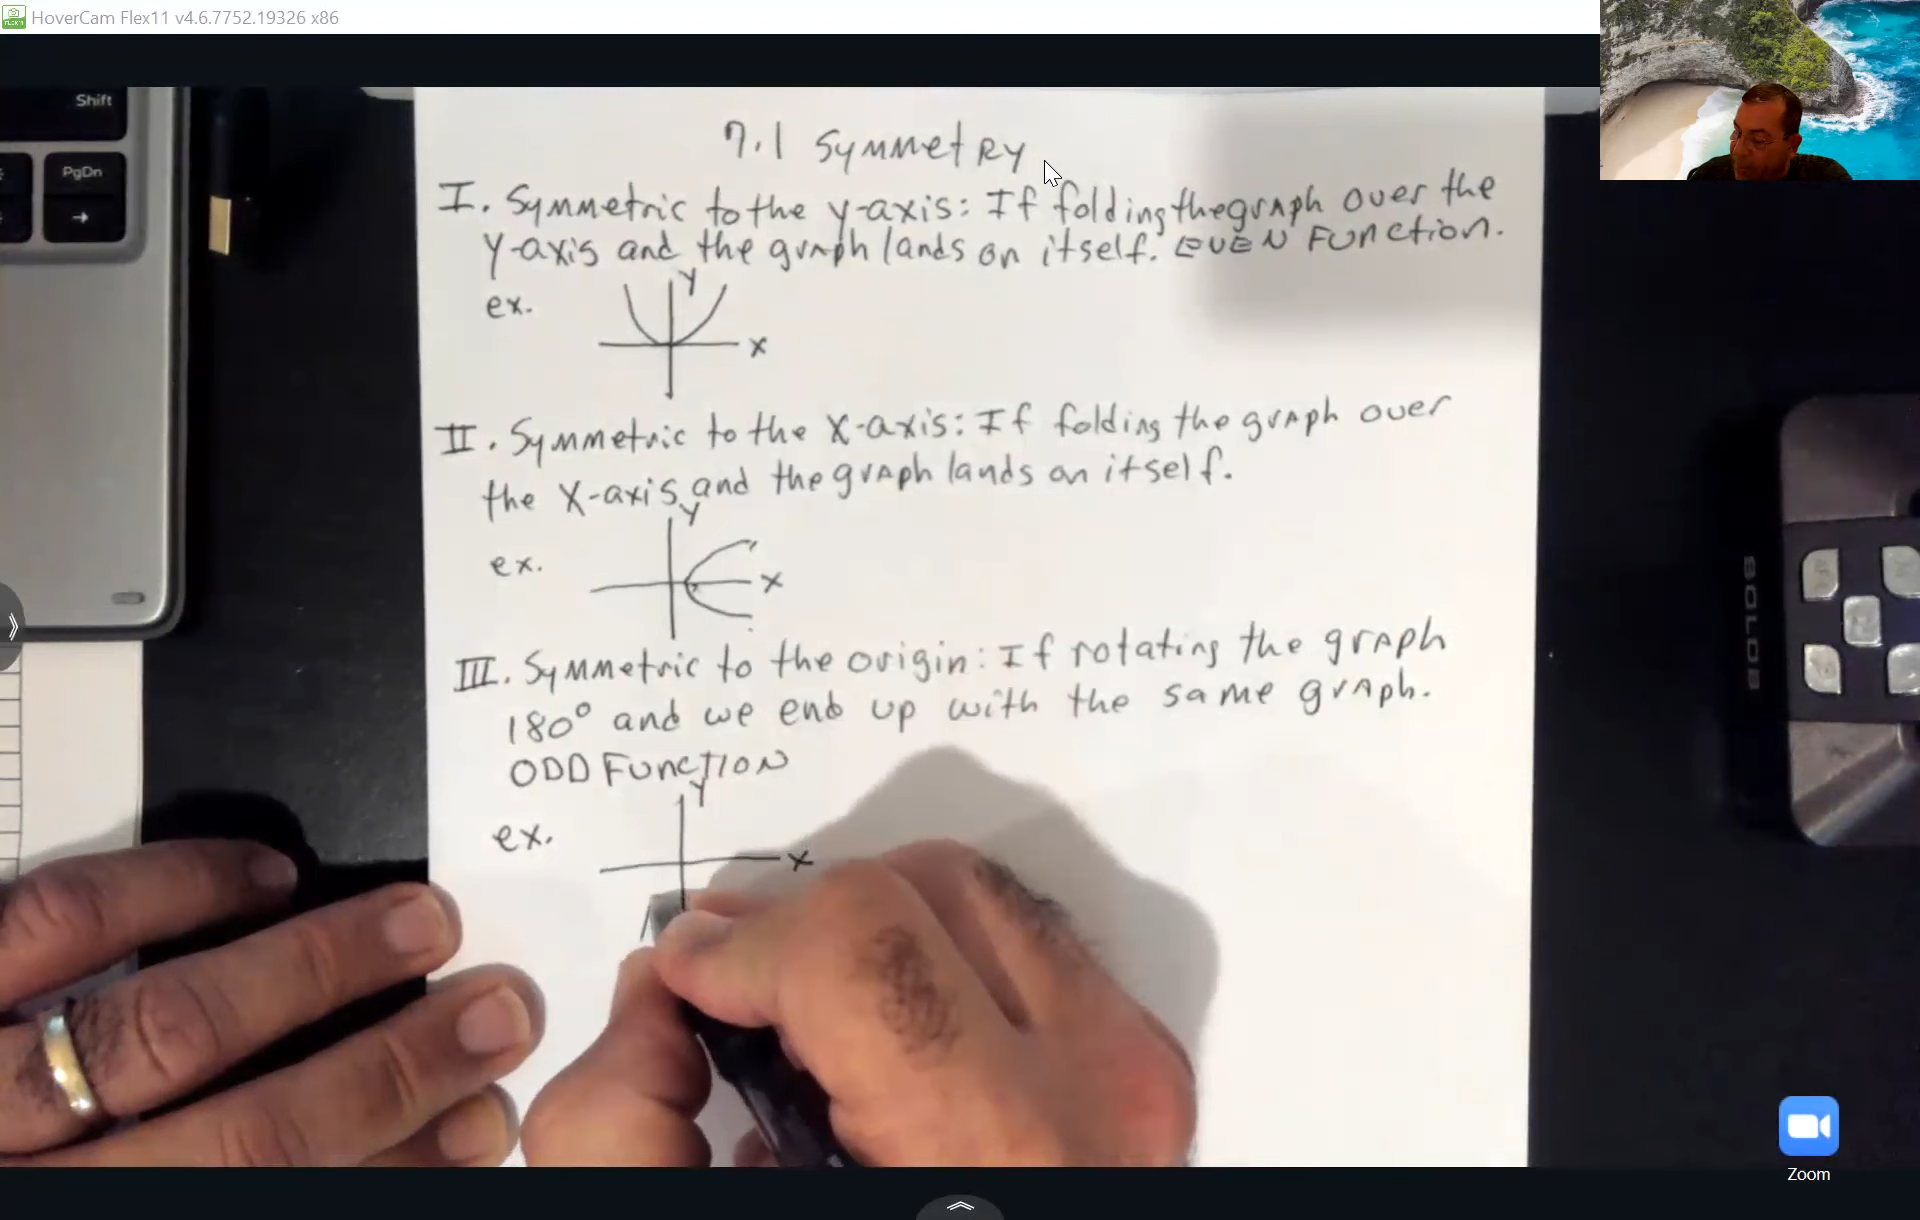 HoverCam Flex11 v4.6.7752.19326 x86
Shift
PgDn
7.1 Symmetry
I. Symmetric to the y-axis: If folding the graph over the
y-axis and the graph lands on itself. EVEN Function.
ex.
y
x
II. Symmetric to the x-axis: If folding the graph over
the x-axis and the graph lands on itself.
y
ex.
x
BOLDB
III. Symmetric to the origin: If rotating the graph
180° and we end up with the same graph.
ODD FUNCTION
y
ex.
x
Zoom